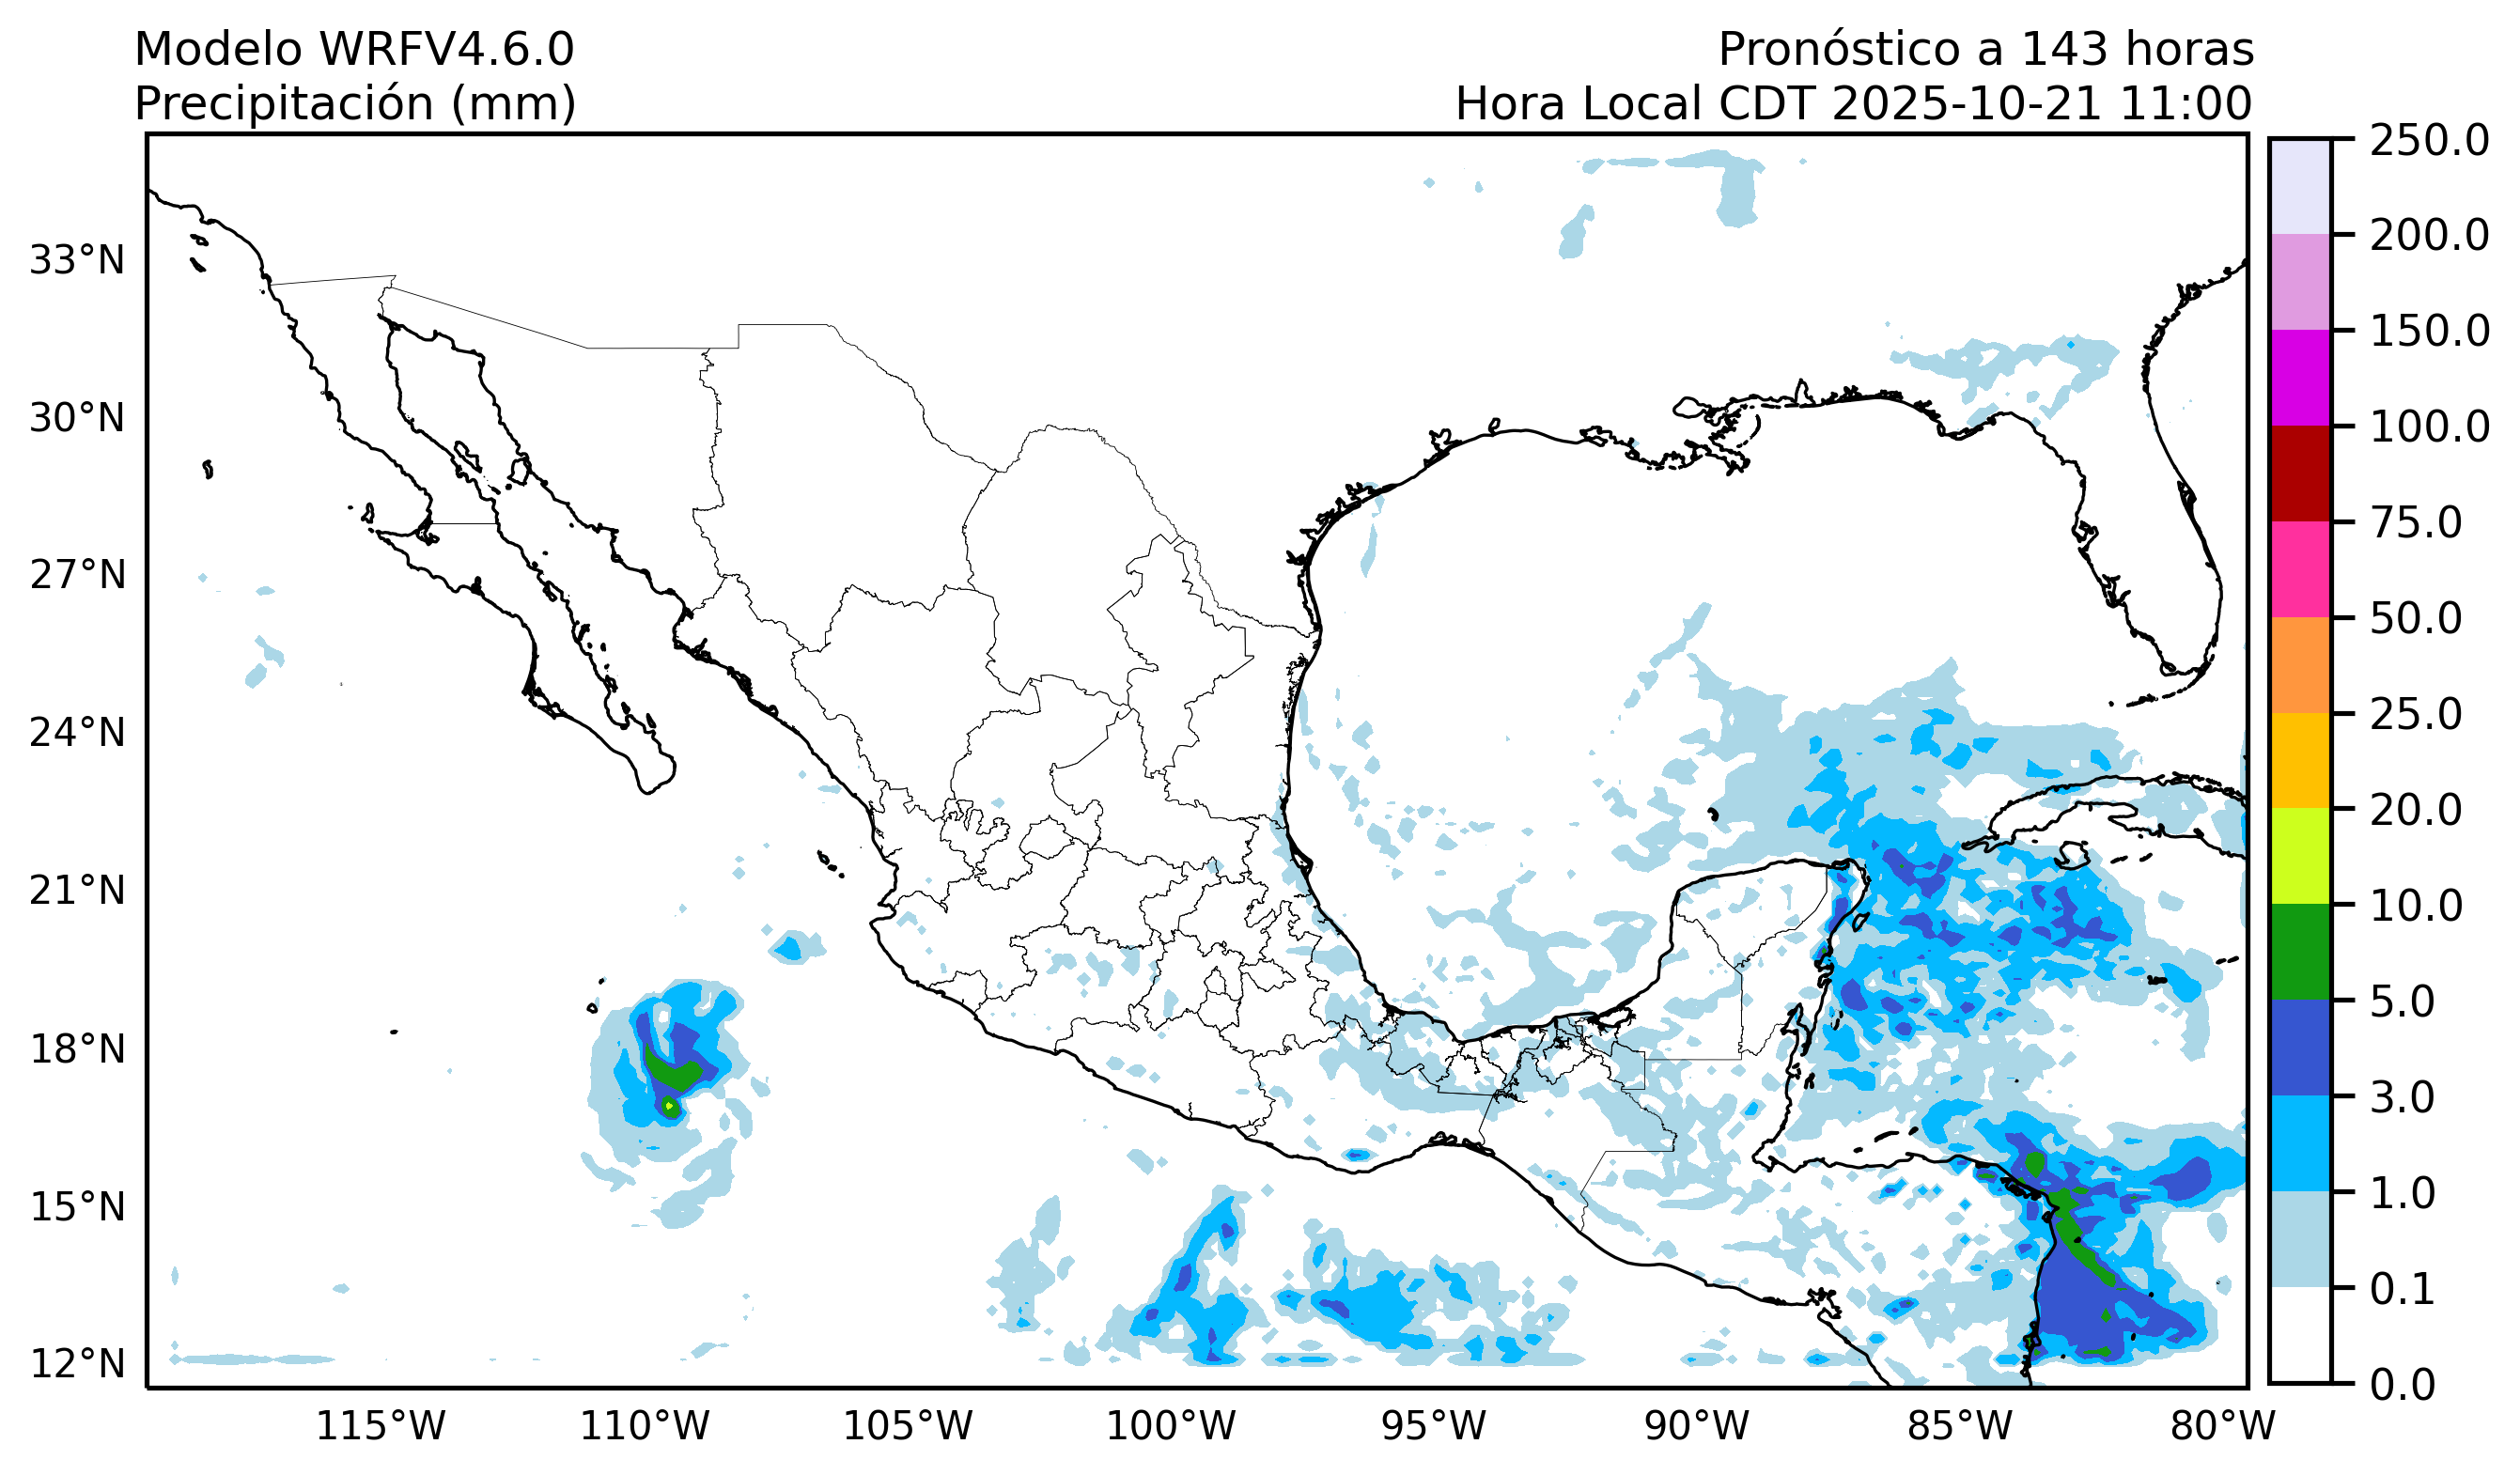 Modelo WRFV4.6.0
Precipitación (mm)
Pronóstico a 143 horas
Hora Local CDT 2025-10-21 11:00
33°N
30°N
27°N
24°N
21°N
18°N
15°N
12°N
115°W
110°W
105°W
100°W
95°W
90°W
85°W
80°W
250.0
200.0
150.0
100.0
75.0
50.0
25.0
20.0
10.0
5.0
3.0
1.0
0.1
0.0